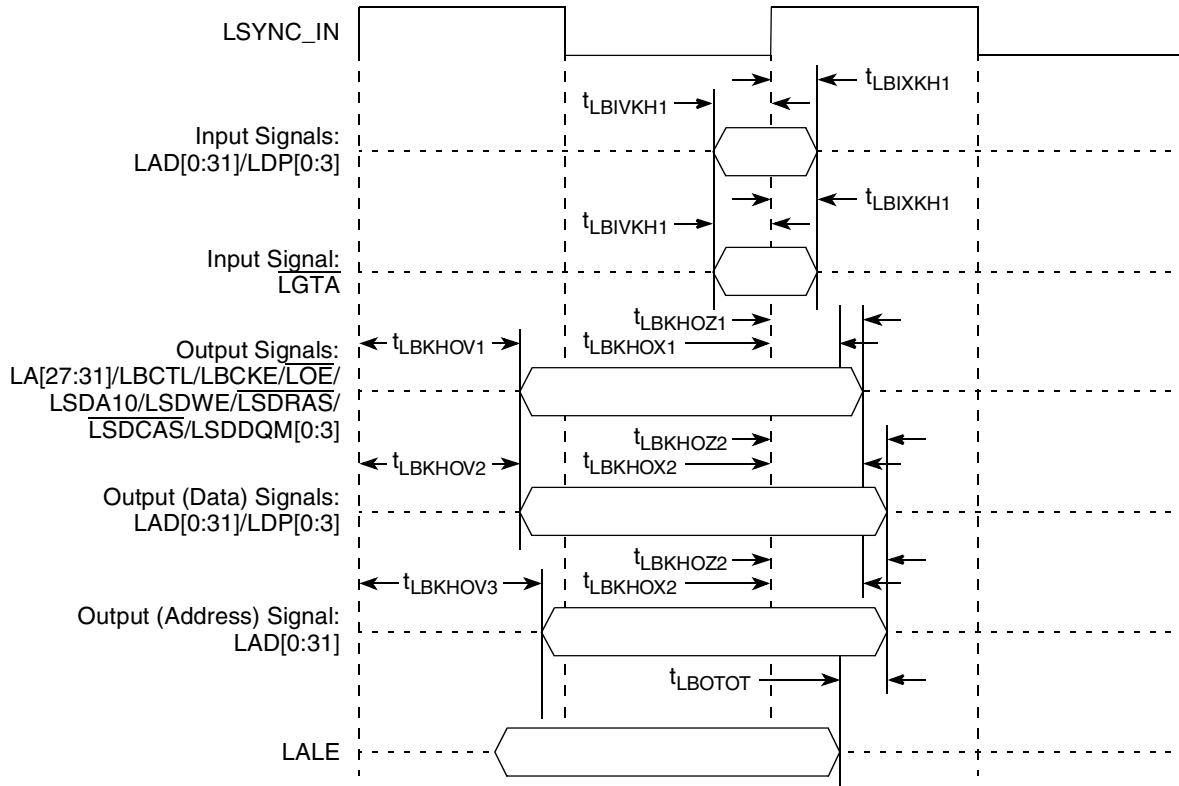 LSYNC_IN
tLBIXKH1
tLBIVKH1
Input Signals:
LAD[0:31]/LDP[0:3]
tLBIXKH1
tLBIVKH1
Input Signal:
LGTA
tLBKHOZ1
tLBKHOV1
tLBKHOX1
Output Signals:
LA[27:31]/LBCTL/LBCKE/LOE/
LSDA10/LSDWE/LSDRAS/
LSDCAS/LSDDQM[0:3]
tLBKHOZ2
tLBKHOV2
tLBKHOX2
Output (Data) Signals:
LAD[0:31]/LDP[0:3]
tLBKHOZ2
tLBKHOV3
tLBKHOX2
Output (Address) Signal:
LAD[0:31]
tLBOTOT
LALE